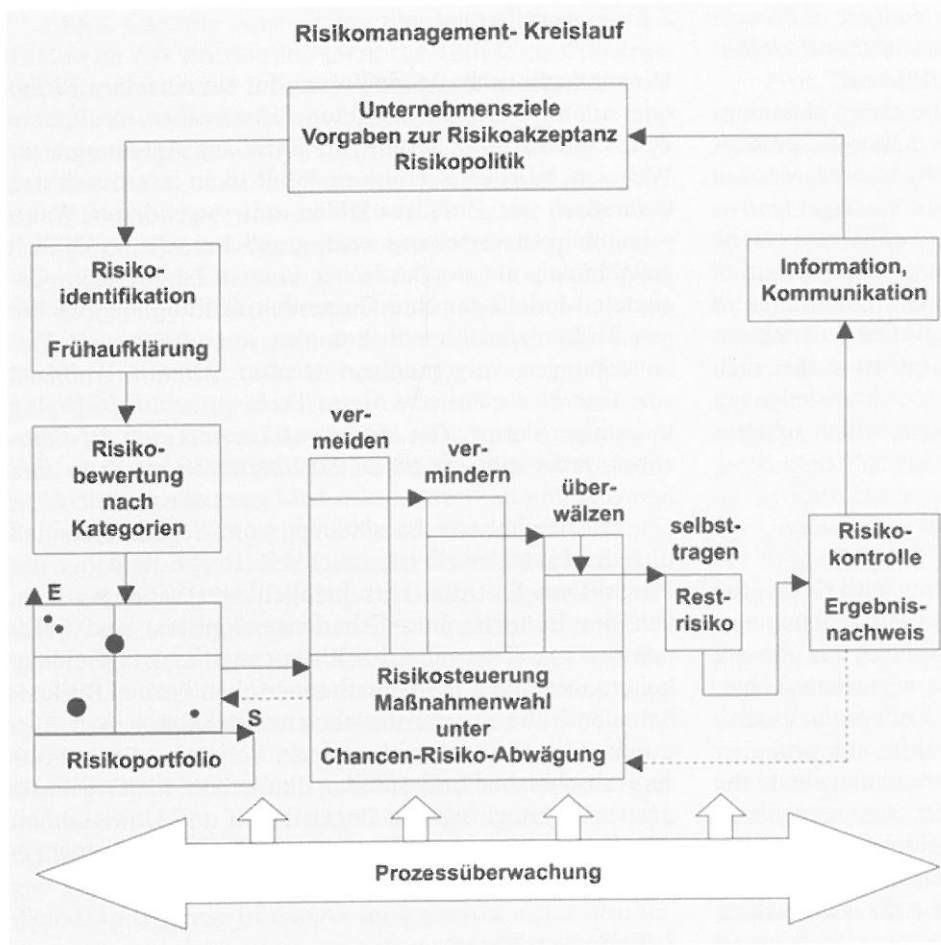 Risikomanagement- Kreislauf
Unternehmensziele
Vorgaben zur Risikoakzeptanz
Risikopolitik
Risiko-
identifikation
Frühaufklärung
Information,
Kommunikation
Risiko-
bewertung
nach
Kategorien
ver-
meiden
ver-
mindern
über-
wälzen
selbst-
tragen
Rest-
risiko
Risiko-
kontrolle
Ergebnis-
nachweis
E
S
Risikoportfolio
Risikosteuerung
Maßnahmenwahl
unter
Chancen-Risiko-Abwägung
Prozessüberwachung